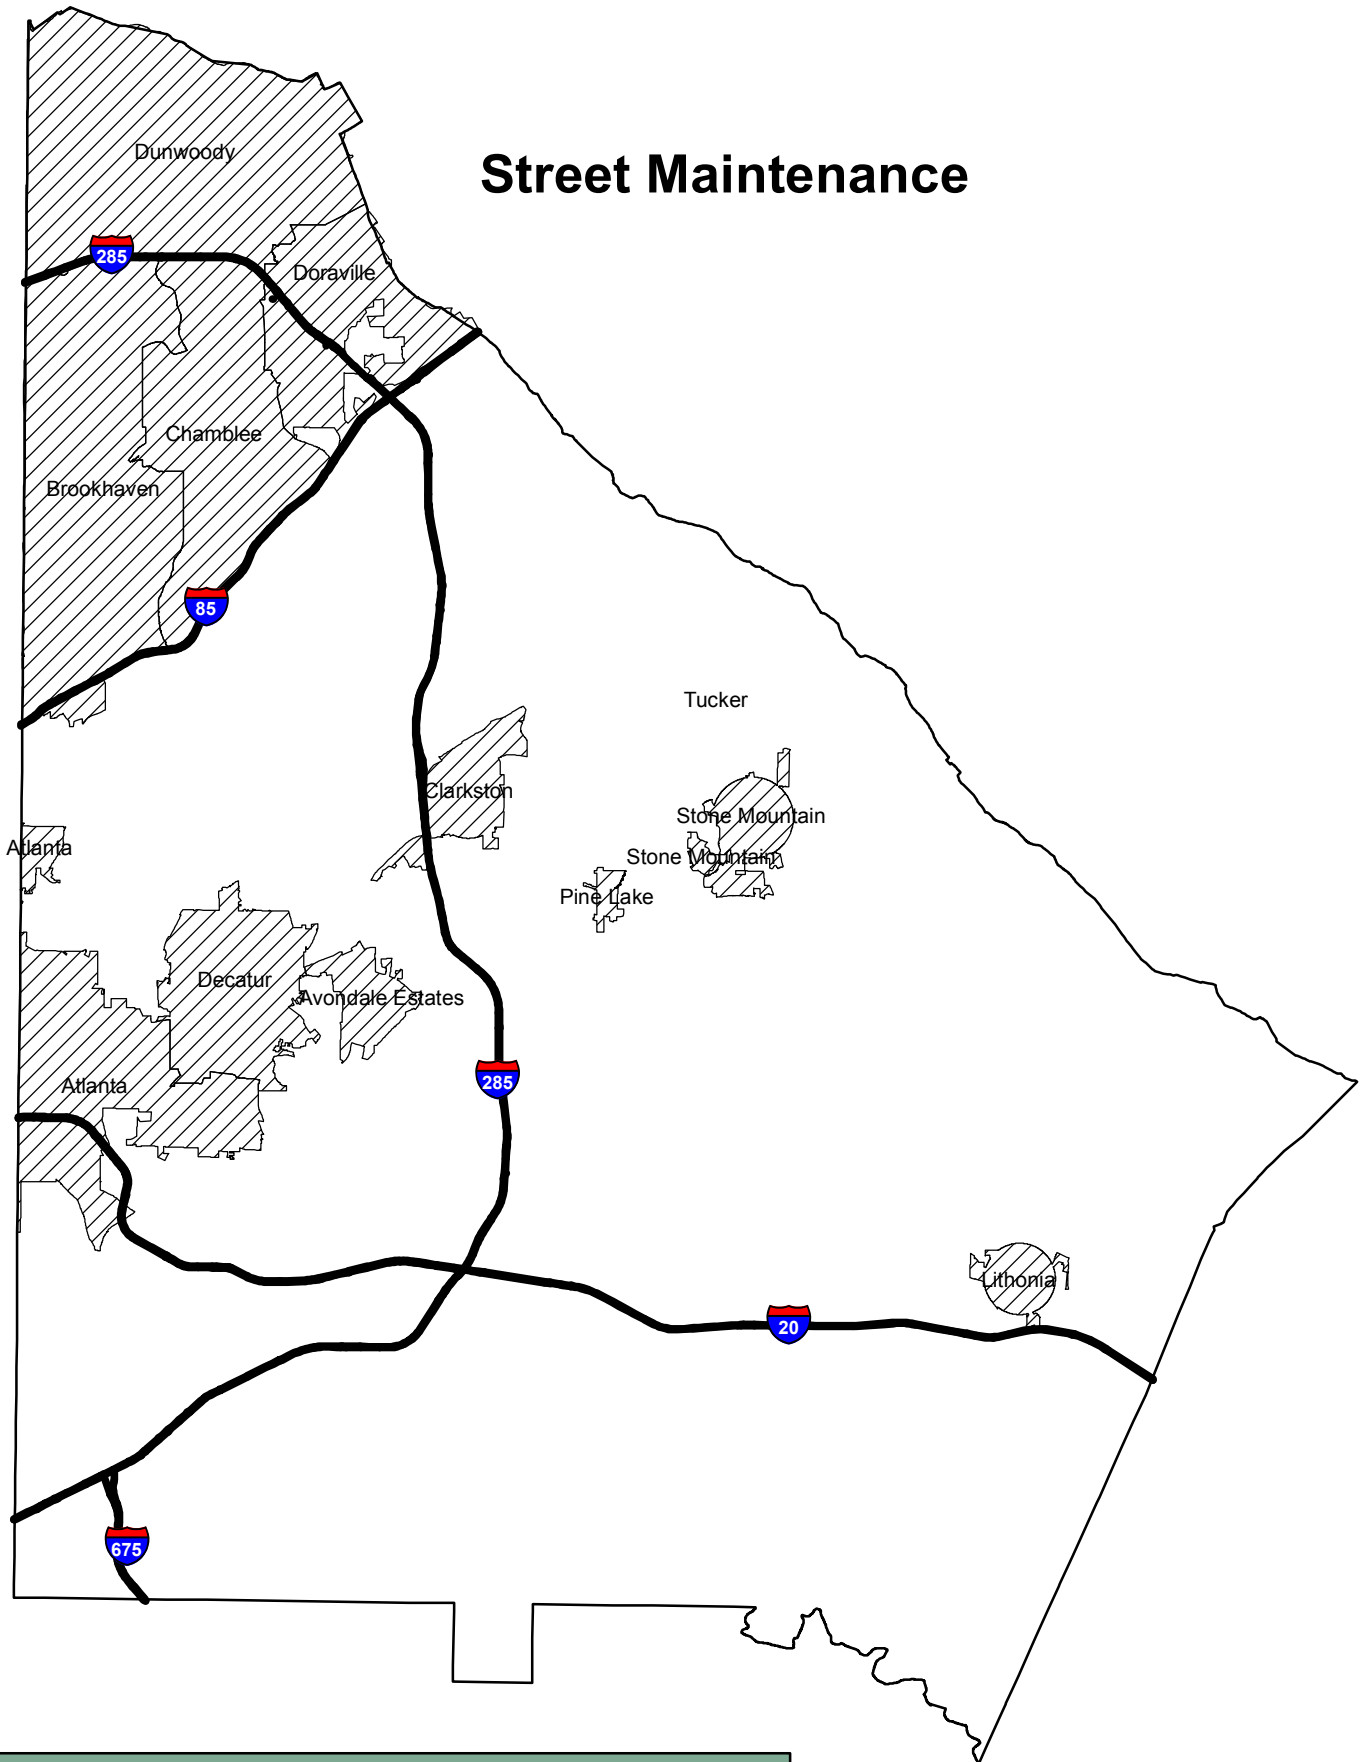 Dunwoody
Street Maintenance
285
Doraville
Chamblee
Brookhaven
85
Tucker
Clarkston
Stone Mountain
Atlanta
Stone Mountain
Pine Lake
Decatur
Avondale Estates
285
Atlanta
Lithonia
20
675